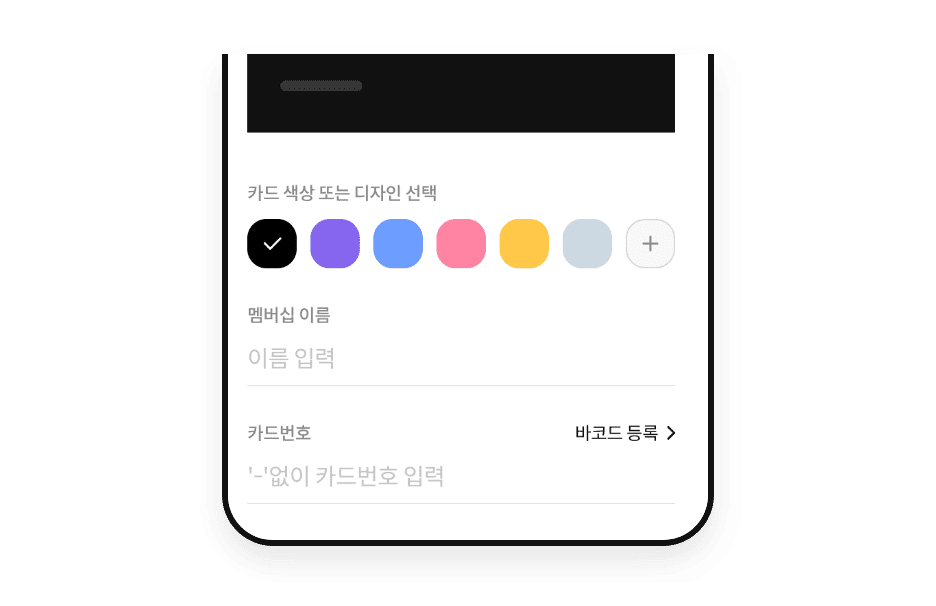 카드 색상 또는 디자인 선택
멤버십 이름
이름 입력
카드번호
바코드 등록
'-'없이 카드번호 입력